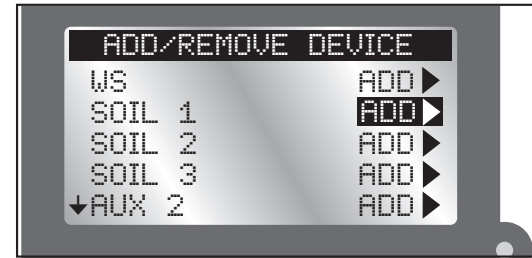 ADD/REMOVE DEVICE
WS ADD▶
SOIL 1 ADD▶
SOIL 2 ADD▶
SOIL 3 ADD▶
↓AUX 2 ADD▶